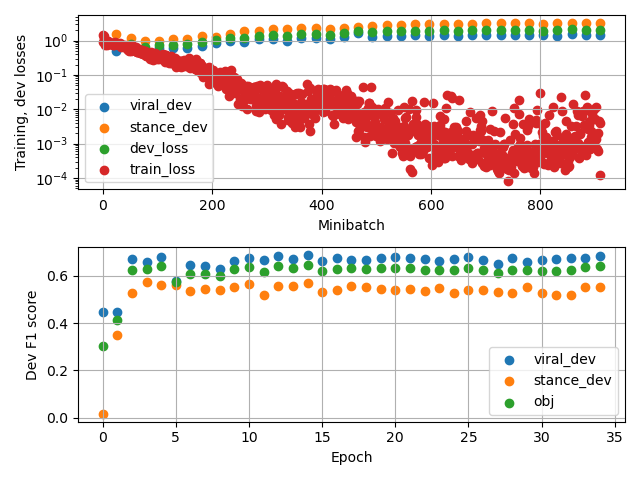 Training, dev losses
10^0
10^-1
10^-2
10^-3
10^-4
viral_dev
stance_dev
dev_loss
train_loss
0 200 400 600 800
Minibatch
Dev F1 score
0.6
0.4
0.2
0.0
viral_dev
stance_dev
obj
0 5 10 15 20 25 30 35
Epoch